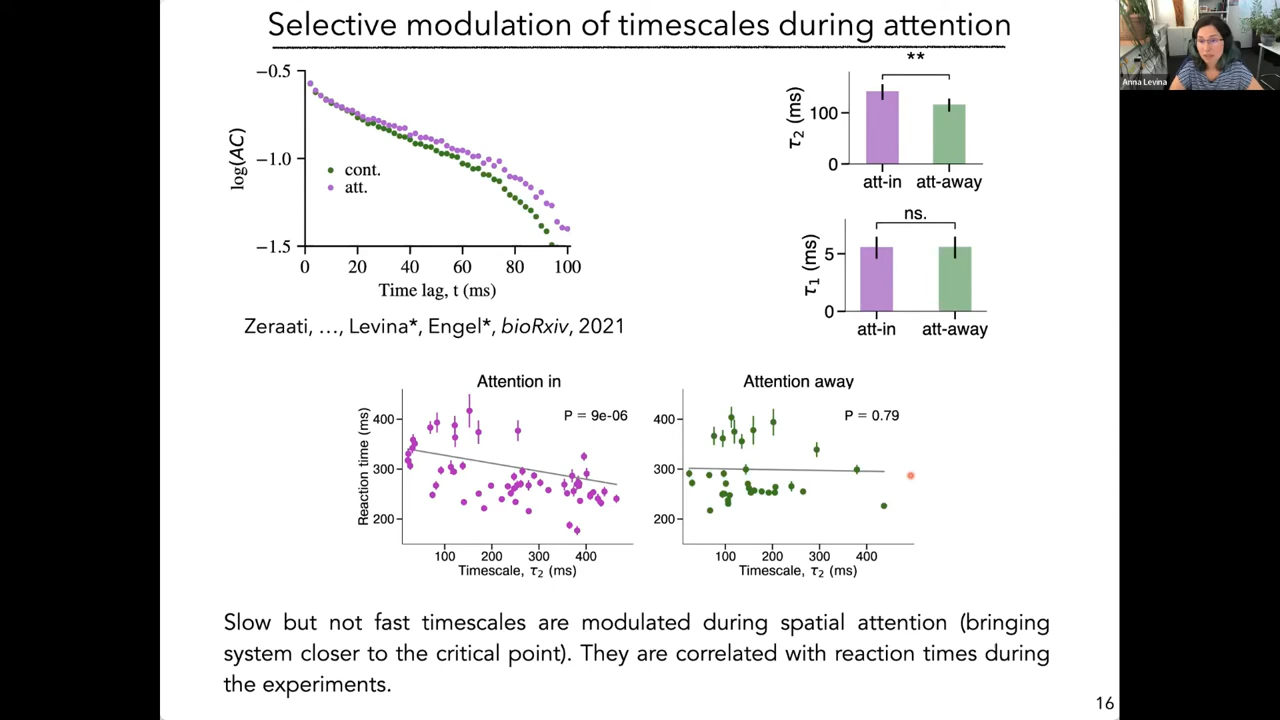 Selective modulation of timescales during attention
Anna Levina
−0.5
−1.0
−1.5
log(AC)
cont.
att.
0 20 40 60 80 100
Time lag, t (ms)
**
100
0
τ2 (ms)
att-in att-away
ns.
5
0
τ1 (ms)
att-in att-away
Zeraati, …, Levina*, Engel*, bioRxiv, 2021
Attention in
P = 9e-06
400
300
200
Reaction time (ms)
100 200 300 400
Timescale, τ2 (ms)
Attention away
P = 0.79
400
300
200
100 200 300 400
Timescale, τ2 (ms)
Slow but not fast timescales are modulated during spatial attention (bringing
system closer to the critical point). They are correlated with reaction times during
the experiments.
16